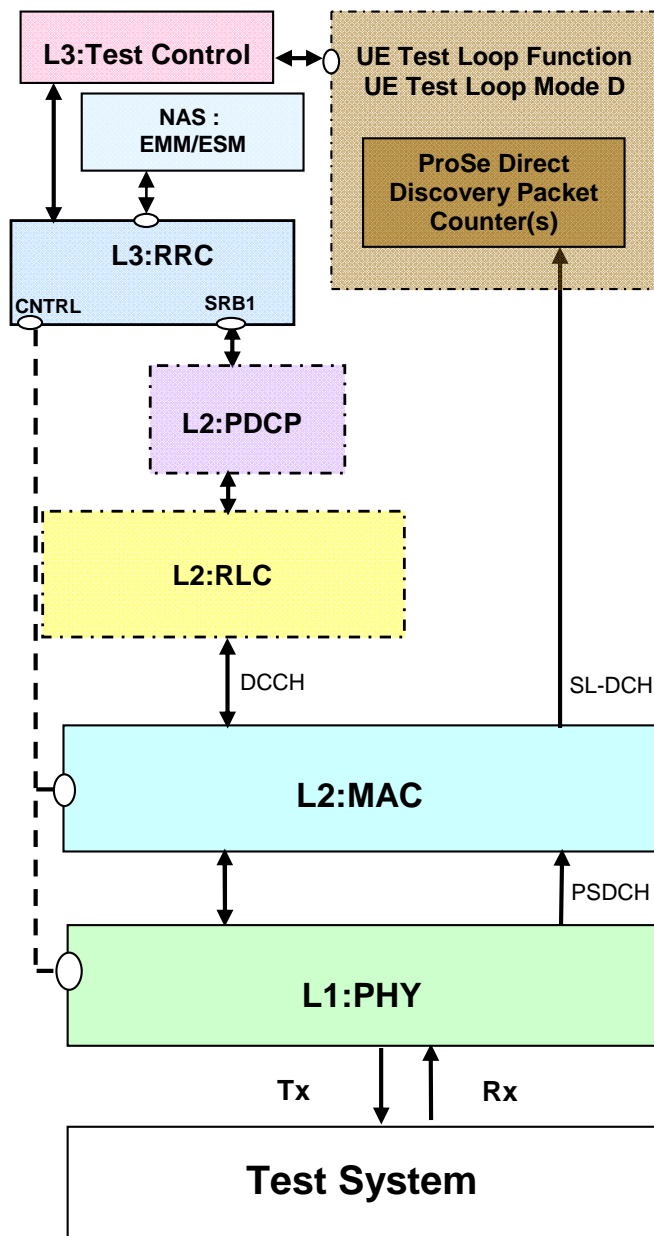 L3:Test Control
UE Test Loop Function
UE Test Loop Mode D
NAS :
EMM/ESM
ProSe Direct
Discovery Packet
Counter(s)
L3:RRC
CNTRL
SRB1
L2:PDCP
L2:RLC
DCCH
SL-DCH
L2:MAC
PSDCH
L1:PHY
Tx
Rx
Test System